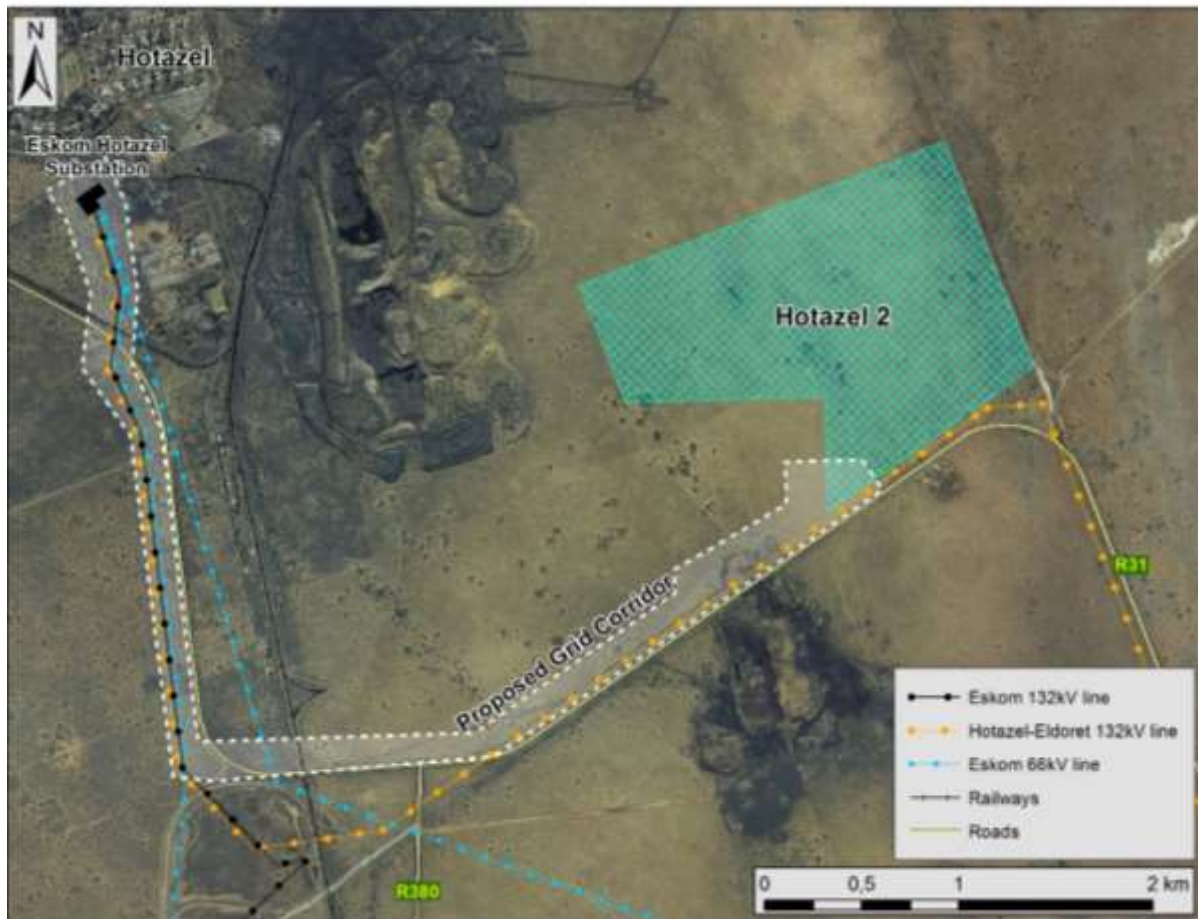 N
Hotazel
Eskom Hotazel
Substation
Hotazel 2
R31
Proposed Grid Corridor
Eskom 132kV line
Hotazel-Eldoret 132kV line
Eskom 66kV line
Railways
Roads
R380
0 0,5 1 2 km